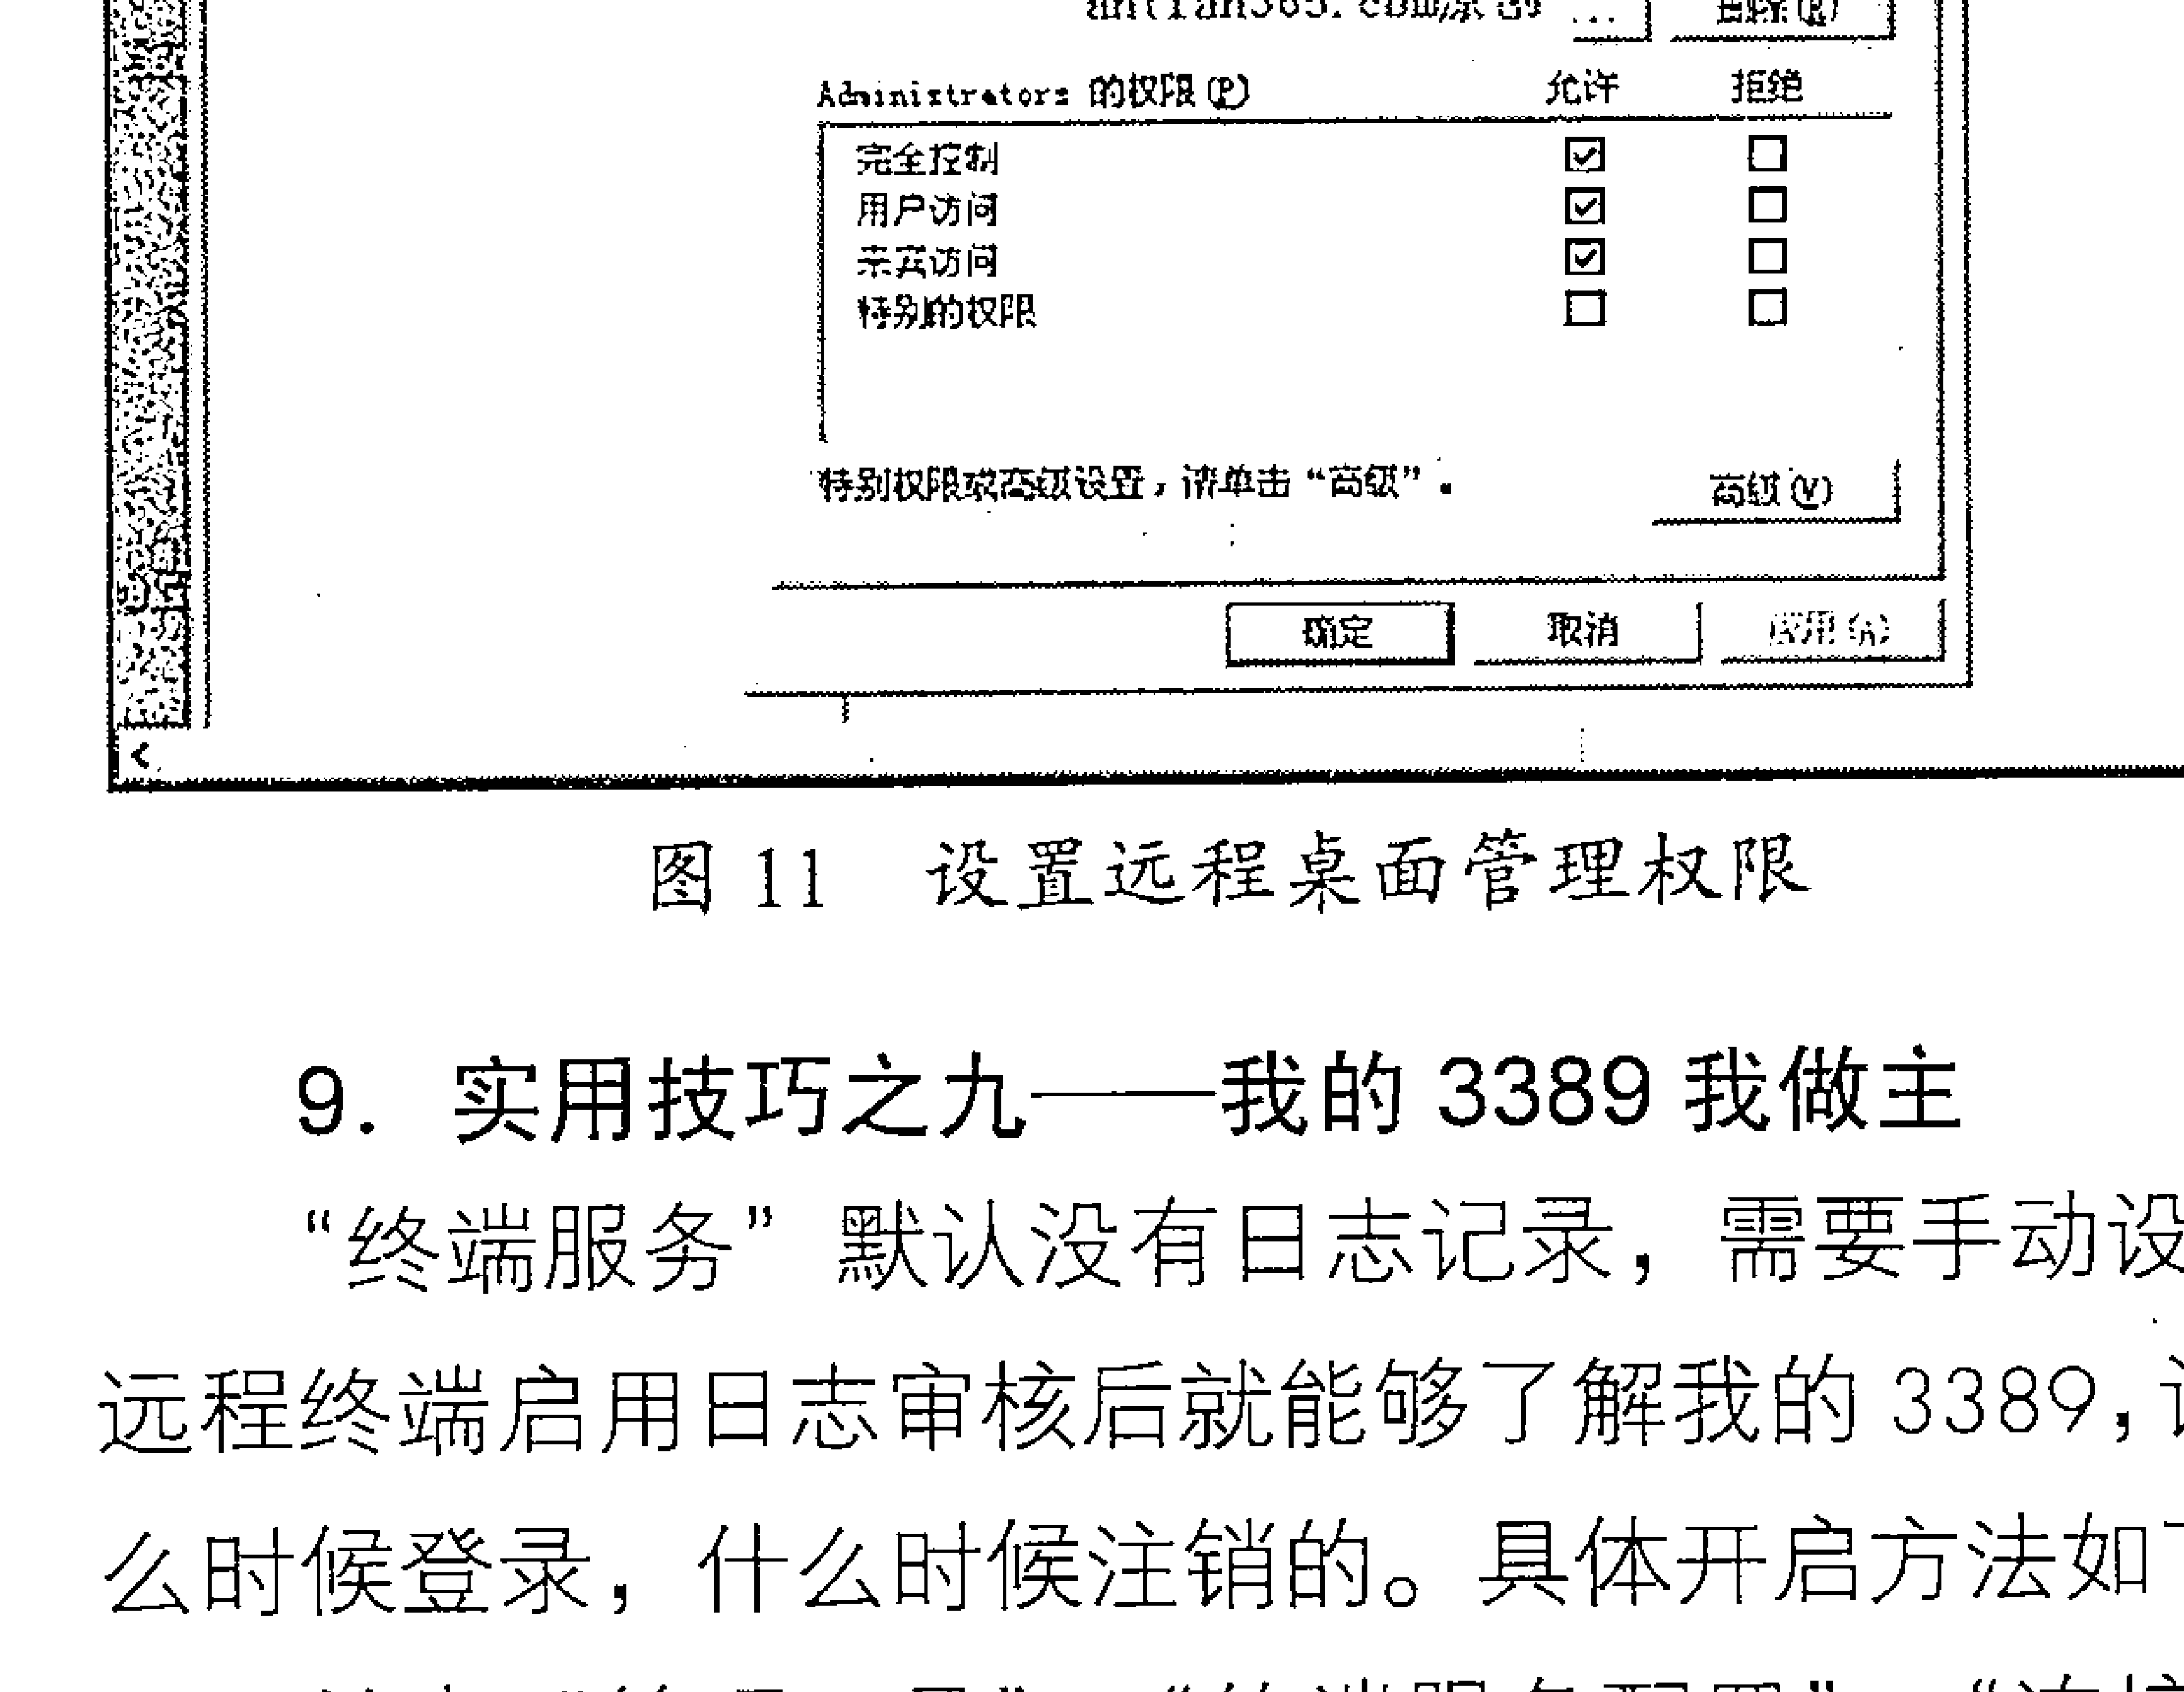 删除(R)
Administrators 的权限(P) 允许 拒绝
完全控制
用户访问
来宾访问
特别的权限
特别权限或高级设置，请单击“高级”。 高级(V)
确定 取消 应用(A)
图 11 设置远程桌面管理权限
9. 实用技巧之九——我的 3389 我做主
“终端服务”默认没有日志记录，需要手动设
远程终端启用日志审核后就能够了解我的 3389，
么时候登录，什么时候注销的。具体开启方法如